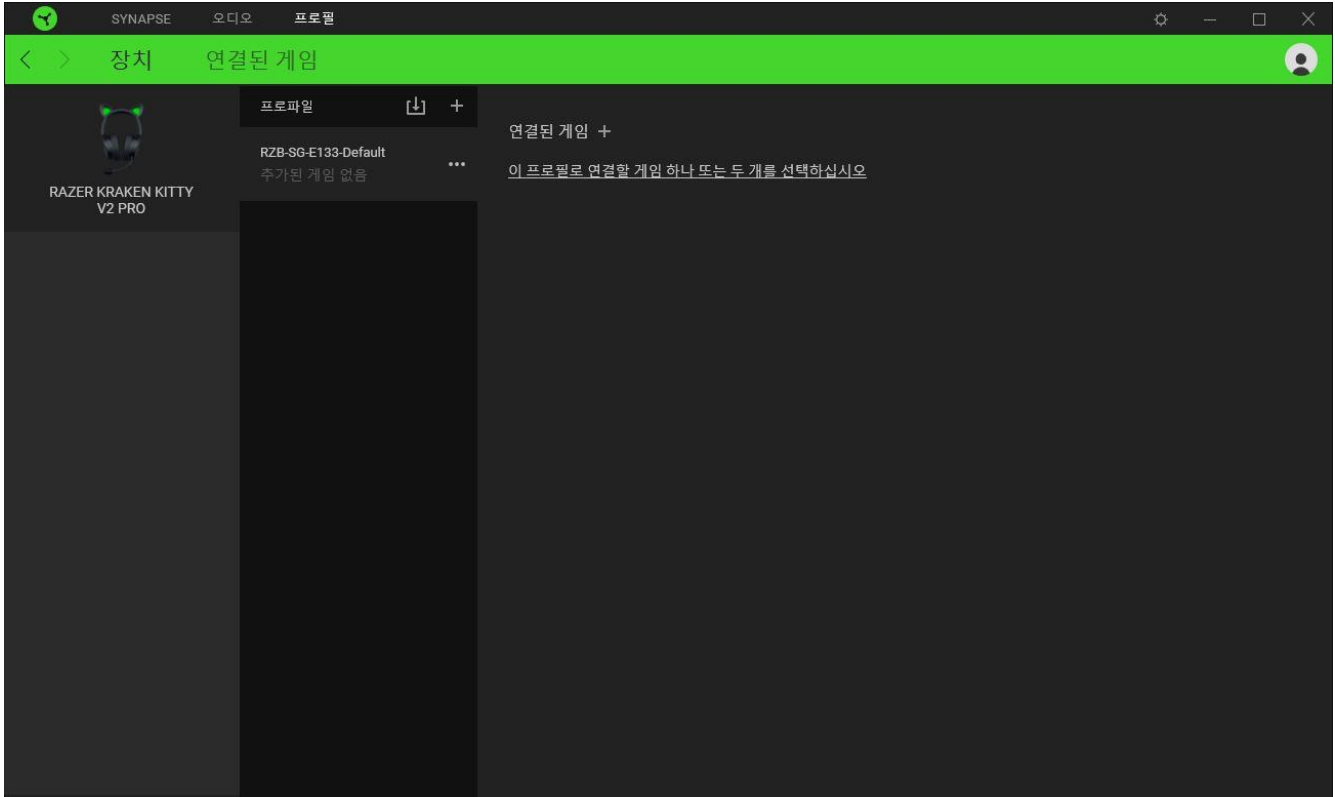 SYNAPSE 오디오 프로필
장치 연결된 게임
RAZER KRAKEN KITTY
V2 PRO
프로파일
RZB-SG-E133-Default
추가된 게임 없음
연결된 게임 +
이 프로필로 연결할 게임 하나 또는 두 개를 선택하십시오